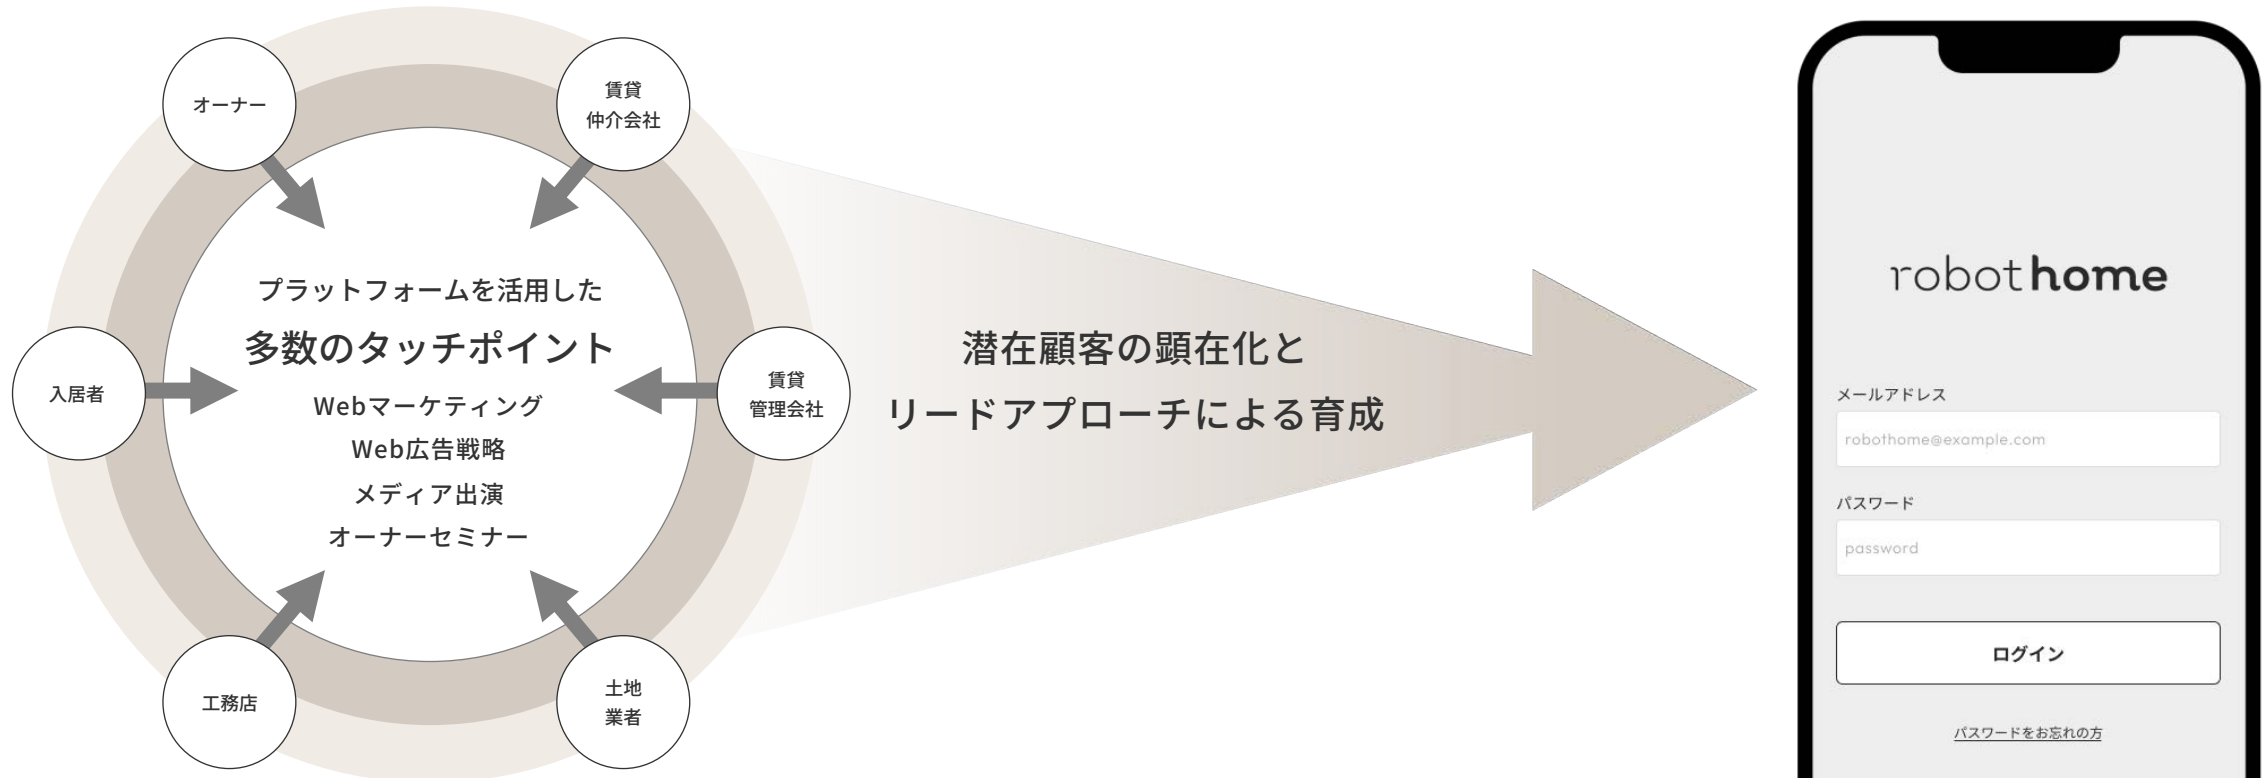 オーナー
賃貸
仲介会社
プラットフォームを活用した
多数のタッチポイント
入居者
賃貸
管理会社
Webマーケティング
Web広告戦略
メディア出演
オーナーセミナー
工務店
土地
業者
潜在顧客の顕在化と
リードアプローチによる育成
robothome
メールアドレス
robothome@example.com
パスワード
password
ログイン
パスワードをお忘れの方